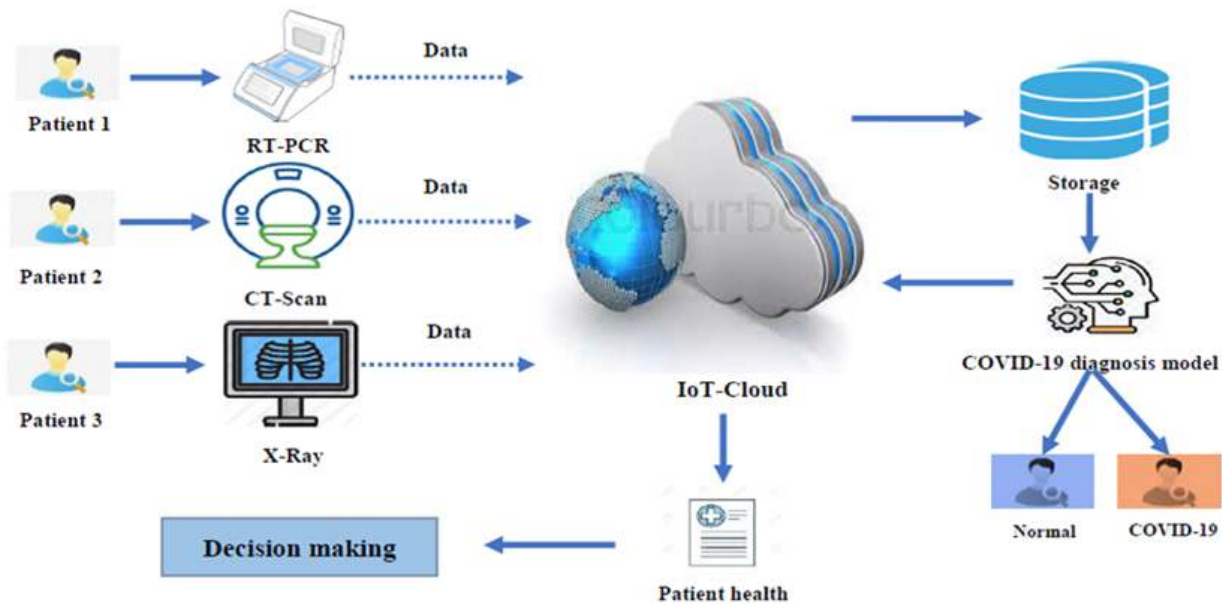 Data
Patient 1
RT-PCR
Storage
Data
Patient 2
CT-Scan
Data
COVID-19 diagnosis model
Patient 3
X-Ray
IoT-Cloud
Normal
COVID-19
Decision making
Patient health